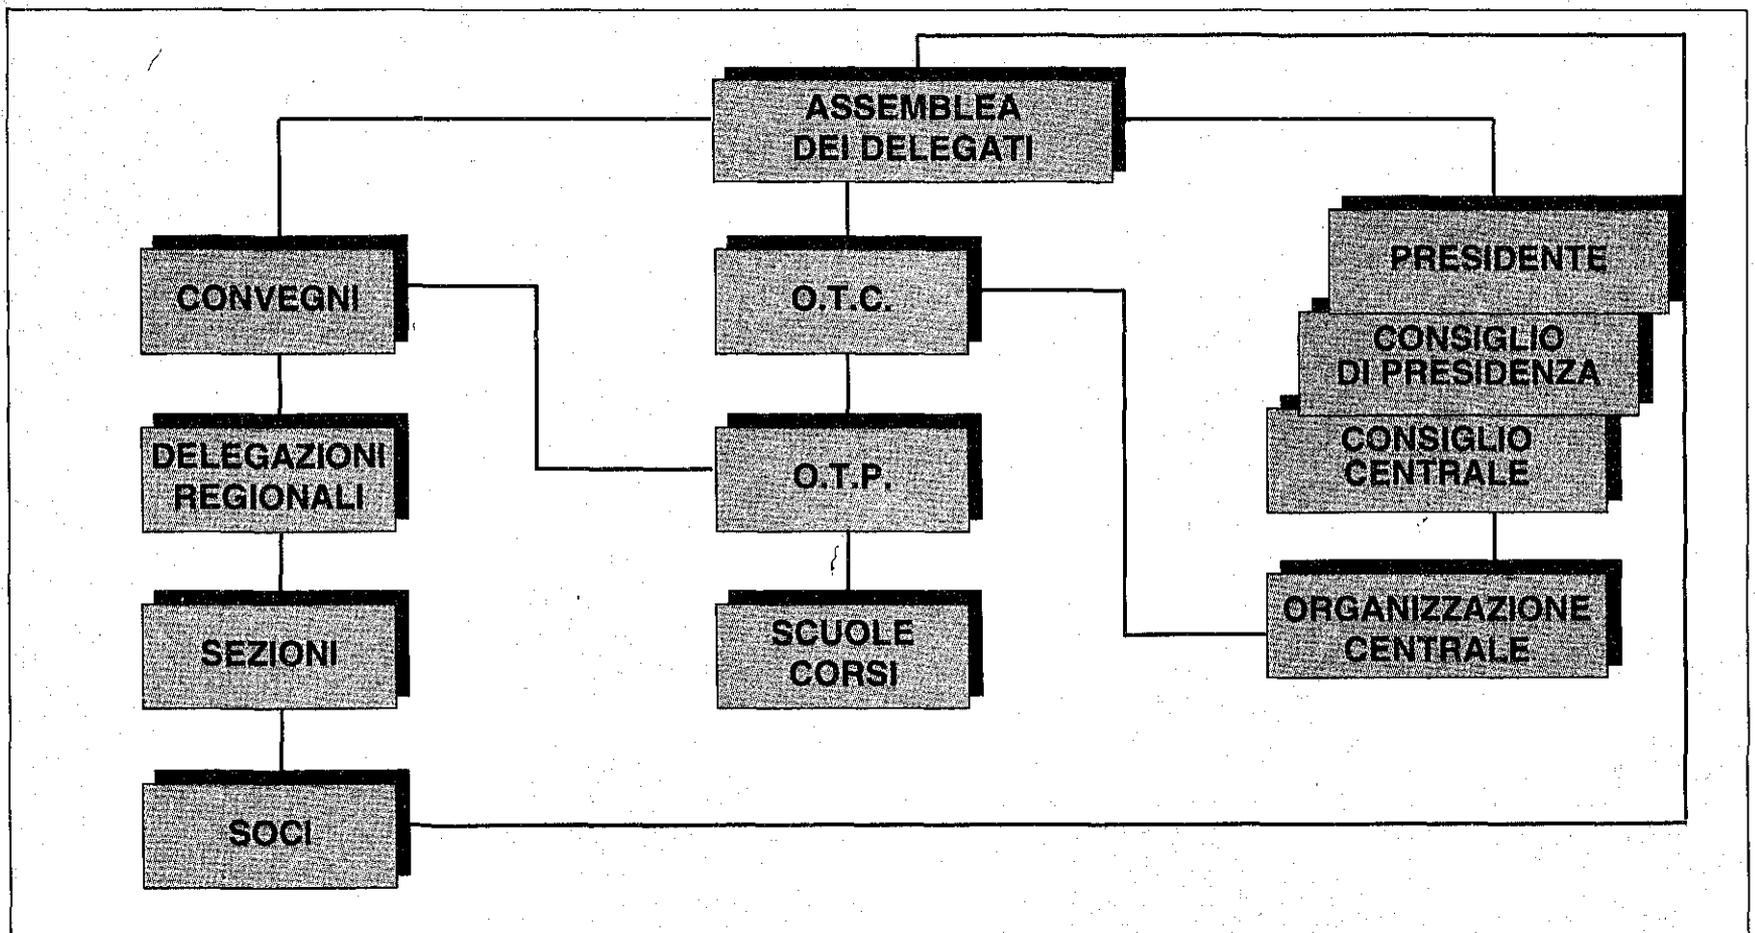 ASSEMBLEA
DEI DELEGATI
CONVEGNI
O.T.C.
PRESIDENTE
CONSIGLIO
DI PRESIDENZA
DELEGAZIONI
REGIONALI
O.T.P.
CONSIGLIO
CENTRALE
SEZIONI
SCUOLE
CORSI
ORGANIZZAZIONE
CENTRALE
SOCI